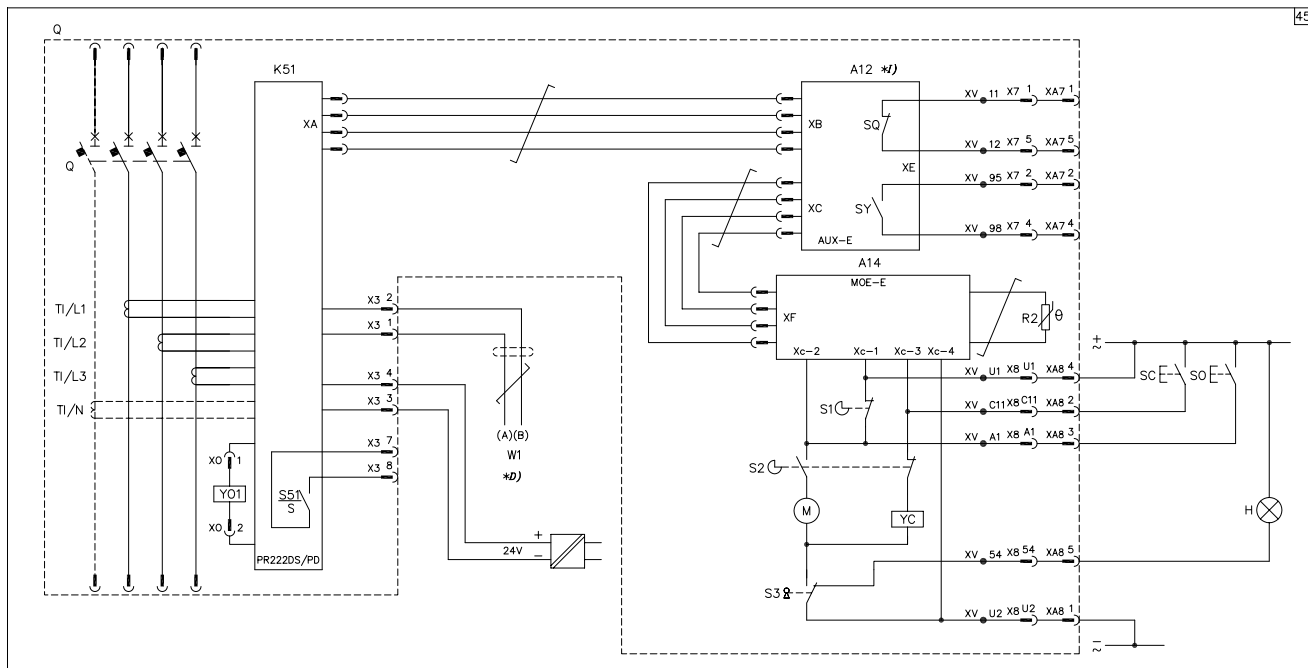 45
Q
K51
A12 *I)
XA
XB
SQ
XE
XV 11 X7 1 XA7 1
XV 12 X7 5 XA7 5
XV 95 X7 2 XA7 2
XC
SY
XV 98 X7 4 XA7 4
AUX-E
Q
A14
MOE-E
XF
R2 θ
Xc-2 Xc-1 Xc-3 Xc-4
TI/L1
TI/L2
TI/L3
TI/N
X3 2
X3 1
X3 4
X3 3
X3 7
X3 8
(A)(B)
W1
*D)
+
~
XV U1 X8 U1 XA8 4
SC
SO
XV C11 X8 C11 XA8 2
XV A1 X8 A1 XA8 3
S1
S2
M
YC
H
XO 1
YO1
XO 2
S51
S
PR222DS/PD
+
24V
−
XV 54 X8 54 XA8 5
S3
XV U2 X8 U2 XA8 1
−
~